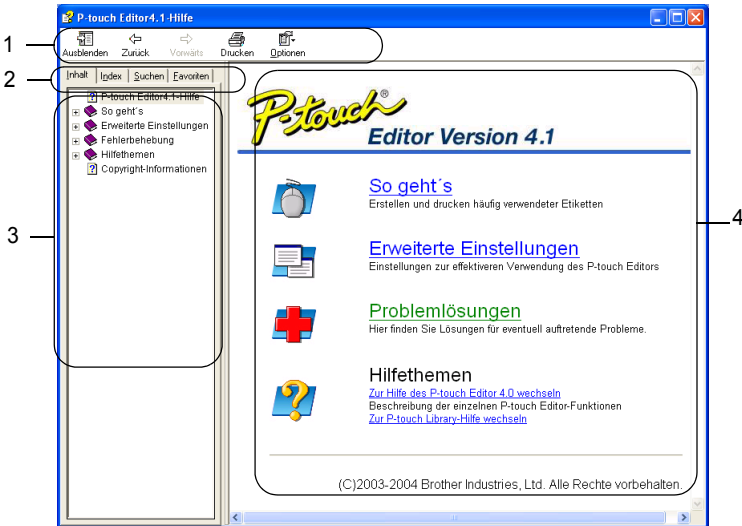 P-touch Editor4.1-Hilfe
1
Ausblenden Zurück Vorwärts Drucken Optionen
2
Inhalt Index Suchen Favoriten
P-touch Editor4.1-Hilfe
So geht´s
Erweiterte Einstellungen
Fehlerbehebung
Hilfethemen
Copyright-Informationen
3
P-touch®
Editor Version 4.1
So geht´s
Erstellen und drucken häufig verwendeter Etiketten
4
Erweiterte Einstellungen
Einstellungen zur effektiveren Verwendung des P-touch Editors
Problemlösungen
Hier finden Sie Lösungen für eventuell auftretende Probleme.
Hilfethemen
Zur Hilfe des P-touch Editor 4.0 wechseln
Beschreibung der einzelnen P-touch Editor-Funktionen
Zur P-touch Library-Hilfe wechseln
(C)2003-2004 Brother Industries, Ltd. Alle Rechte vorbehalten.